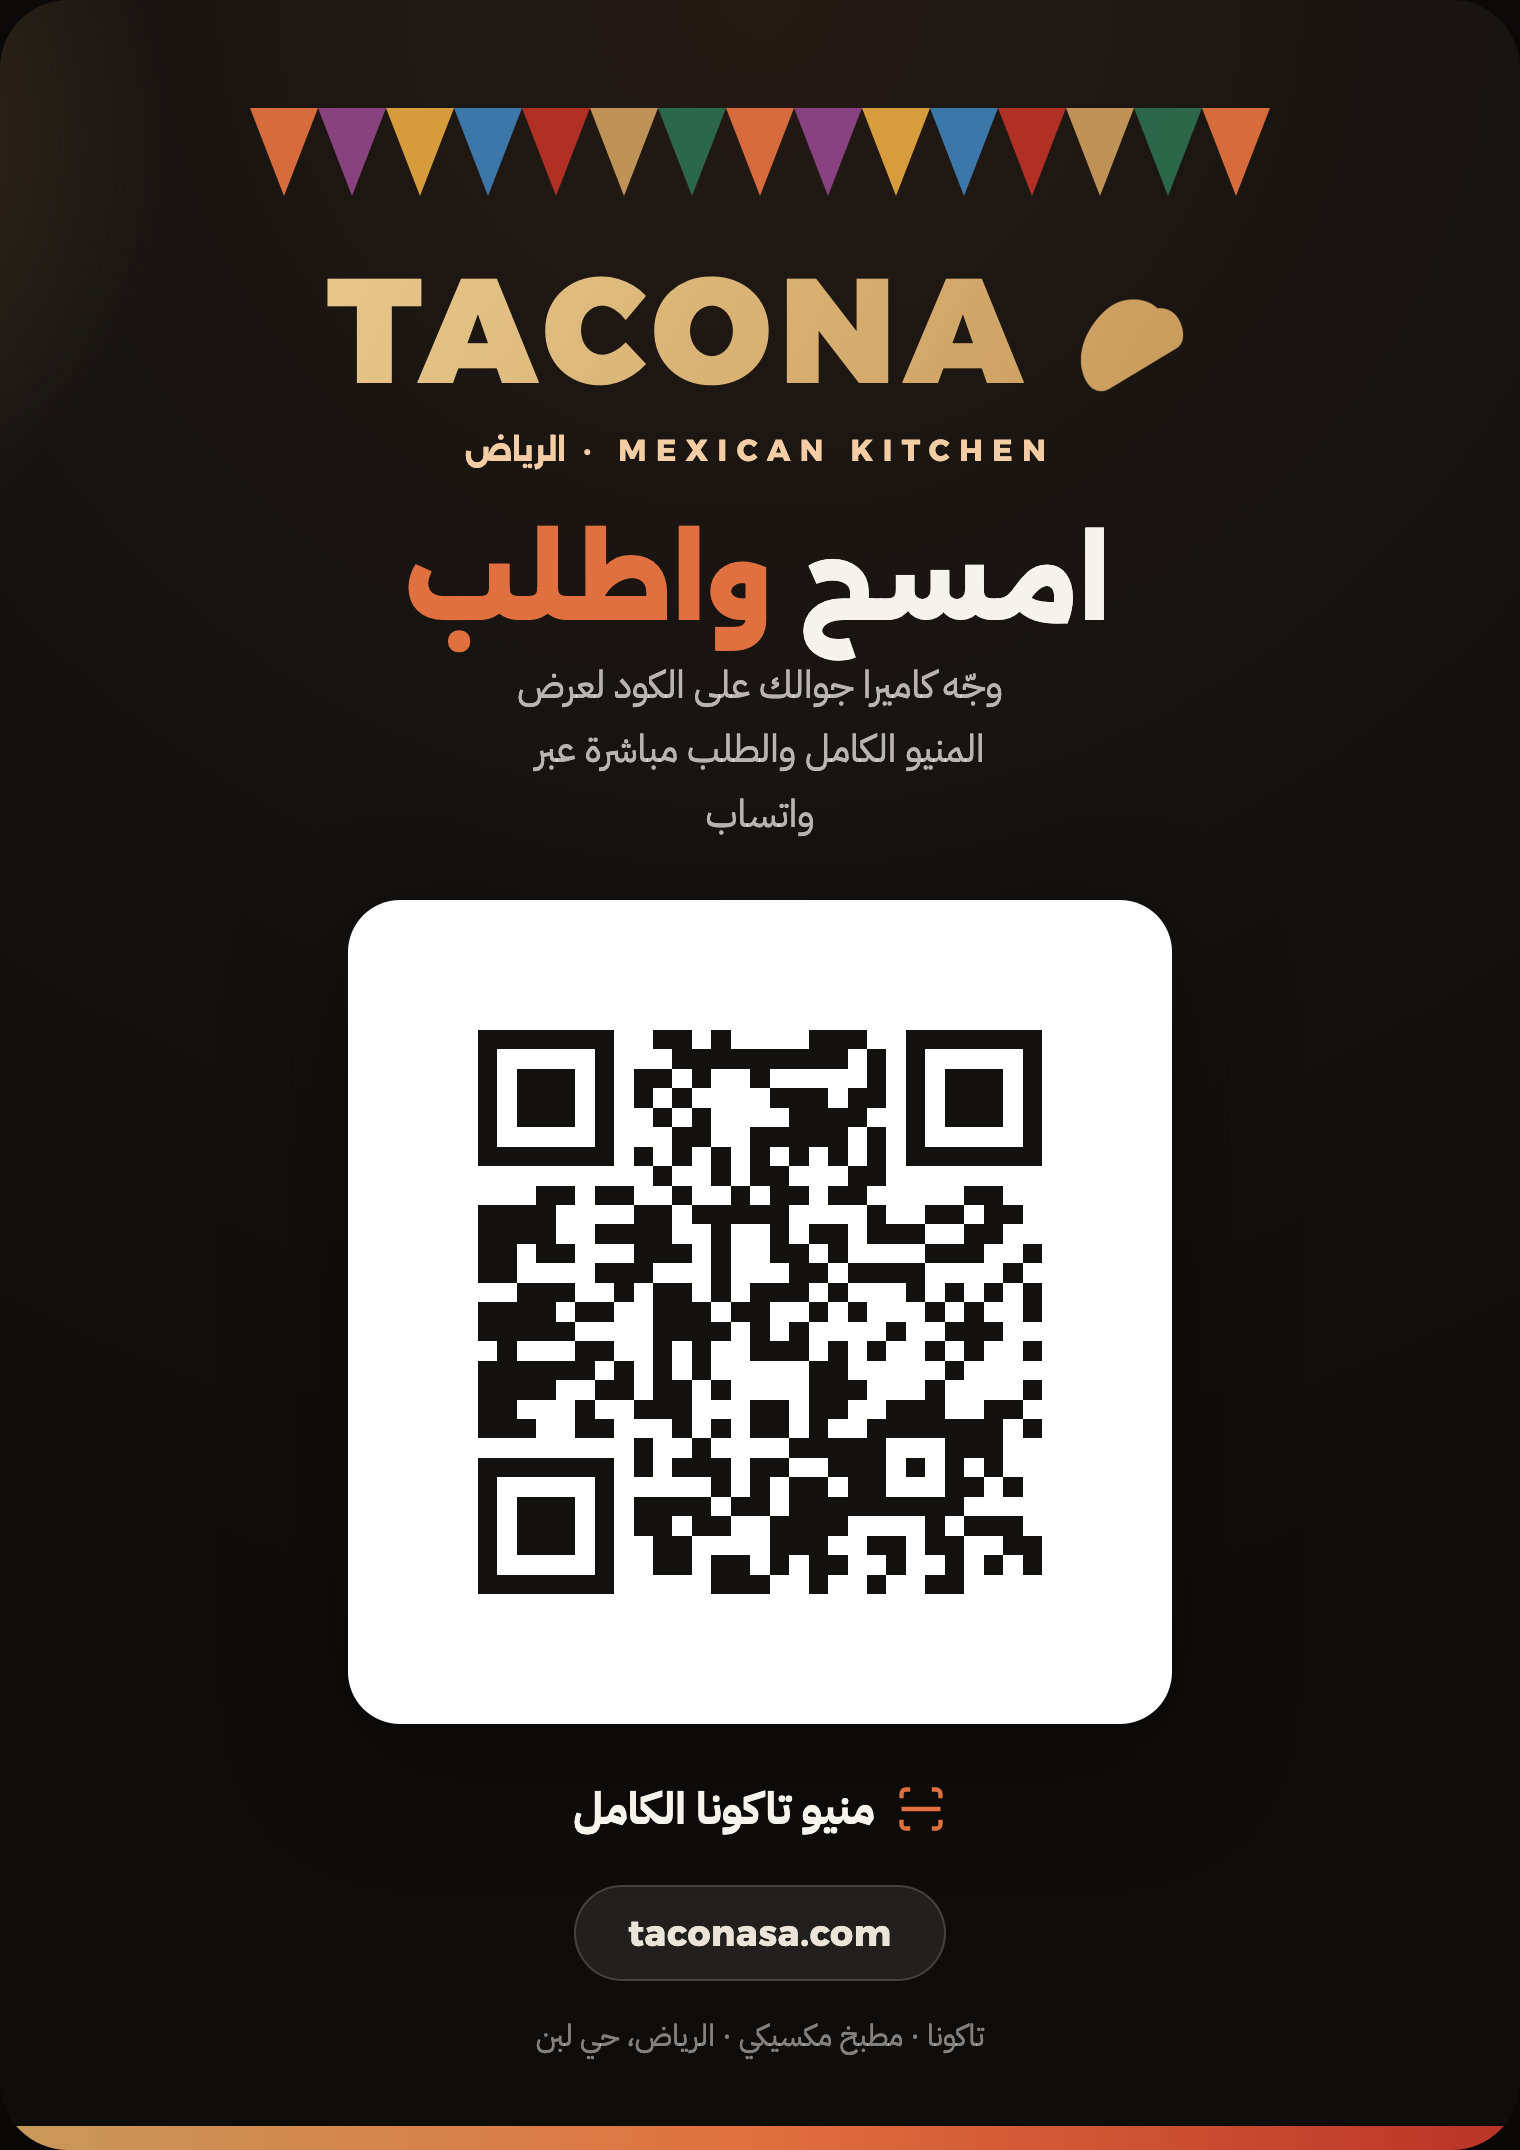 TACONA
MEXICAN KITCHEN · الرياض
امسح واطلب
وجّه كاميرا جوالك على الكود لعرض
المنيو الكامل والطلب مباشرة عبر
واتساب
منيو تاكونا الكامل
taconasa.com
تاكونا · مطبخ مكسيكي · الرياض، حي لبن